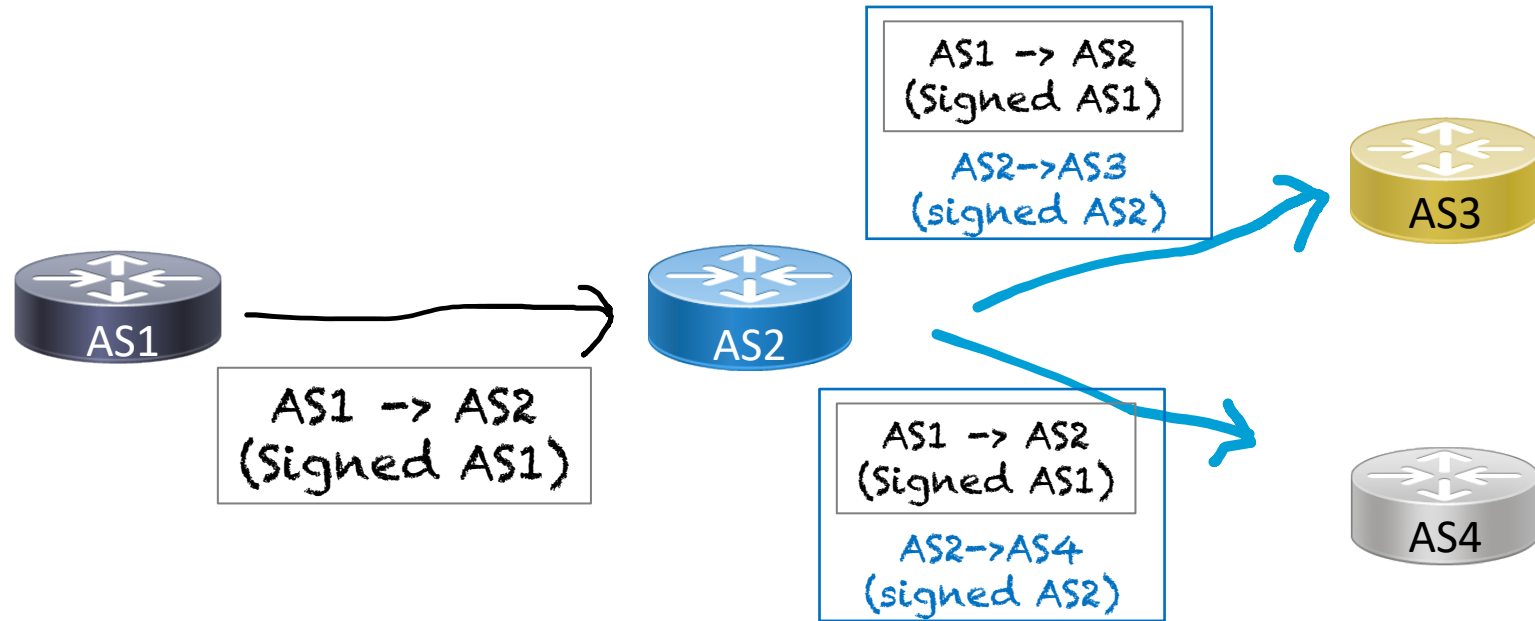 AS1 -> AS2
(Signed AS1)
AS2->AS3
(signed AS2)
AS3
AS1
AS2
AS1 -> AS2
(Signed AS1)
AS1 -> AS2
(Signed AS1)
AS2->AS4
(signed AS2)
AS4